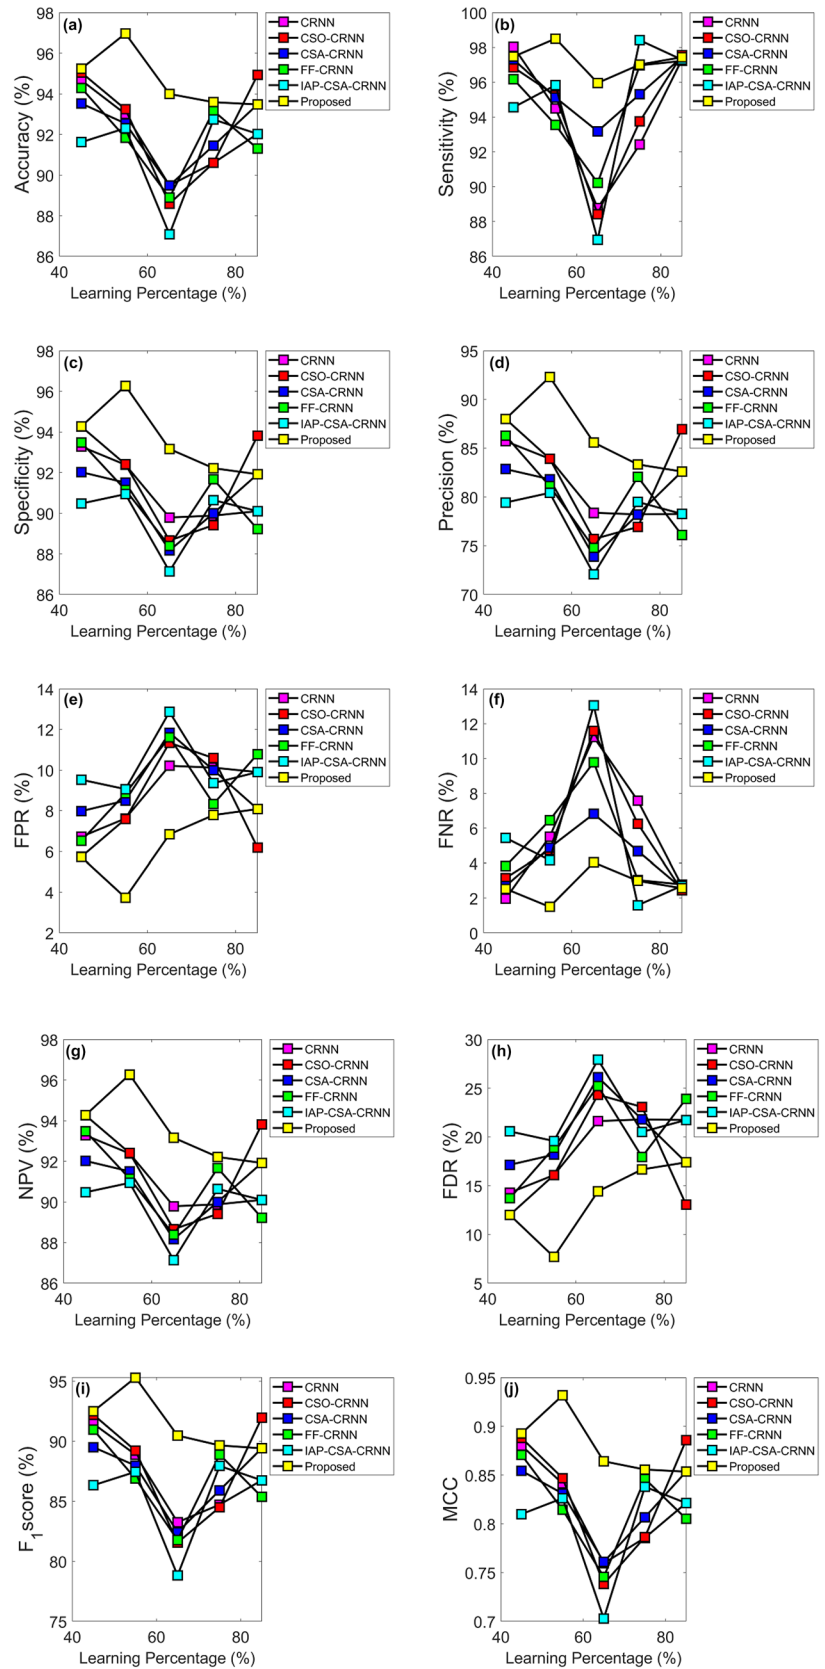 (a)
98
96
94
92
90
88
86
Accuracy (%)
40 60 80
Learning Percentage (%)
CRNN
CSO-CRNN
CSA-CRNN
FF-CRNN
IAP-CSA-CRNN
Proposed
(b)
100
98
96
94
92
90
88
86
Sensitivity (%)
40 60 80
Learning Percentage (%)
CRNN
CSO-CRNN
CSA-CRNN
FF-CRNN
IAP-CSA-CRNN
Proposed
(c)
98
96
94
92
90
88
86
Specificity (%)
40 60 80
Learning Percentage (%)
CRNN
CSO-CRNN
CSA-CRNN
FF-CRNN
IAP-CSA-CRNN
Proposed
(d)
95
90
85
80
75
70
Precision (%)
40 60 80
Learning Percentage (%)
CRNN
CSO-CRNN
CSA-CRNN
FF-CRNN
IAP-CSA-CRNN
Proposed
(e)
14
12
10
8
6
4
2
FPR (%)
40 60 80
Learning Percentage (%)
CRNN
CSO-CRNN
CSA-CRNN
FF-CRNN
IAP-CSA-CRNN
Proposed
(f)
14
12
10
8
6
4
2
0
FNR (%)
40 60 80
Learning Percentage (%)
CRNN
CSO-CRNN
CSA-CRNN
FF-CRNN
IAP-CSA-CRNN
Proposed
(g)
98
96
94
92
90
88
86
NPV (%)
40 60 80
Learning Percentage (%)
CRNN
CSO-CRNN
CSA-CRNN
FF-CRNN
IAP-CSA-CRNN
Proposed
(h)
30
25
20
15
10
5
FDR (%)
40 60 80
Learning Percentage (%)
CRNN
CSO-CRNN
CSA-CRNN
FF-CRNN
IAP-CSA-CRNN
Proposed
(i)
95
90
85
80
75
F1score (%)
40 60 80
Learning Percentage (%)
CRNN
CSO-CRNN
CSA-CRNN
FF-CRNN
IAP-CSA-CRNN
Proposed
(j)
0.95
0.9
0.85
0.8
0.75
0.7
MCC
40 60 80
Learning Percentage (%)
CRNN
CSO-CRNN
CSA-CRNN
FF-CRNN
IAP-CSA-CRNN
Proposed